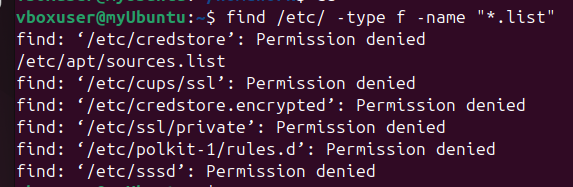 vboxuser@myUbuntu:~$ find /etc/ -type f -name "*.list"
find: ‘/etc/credstore’: Permission denied
/etc/apt/sources.list
find: ‘/etc/cups/ssl’: Permission denied
find: ‘/etc/credstore.encrypted’: Permission denied
find: ‘/etc/ssl/private’: Permission denied
find: ‘/etc/polkit-1/rules.d’: Permission denied
find: ‘/etc/sssd’: Permission denied